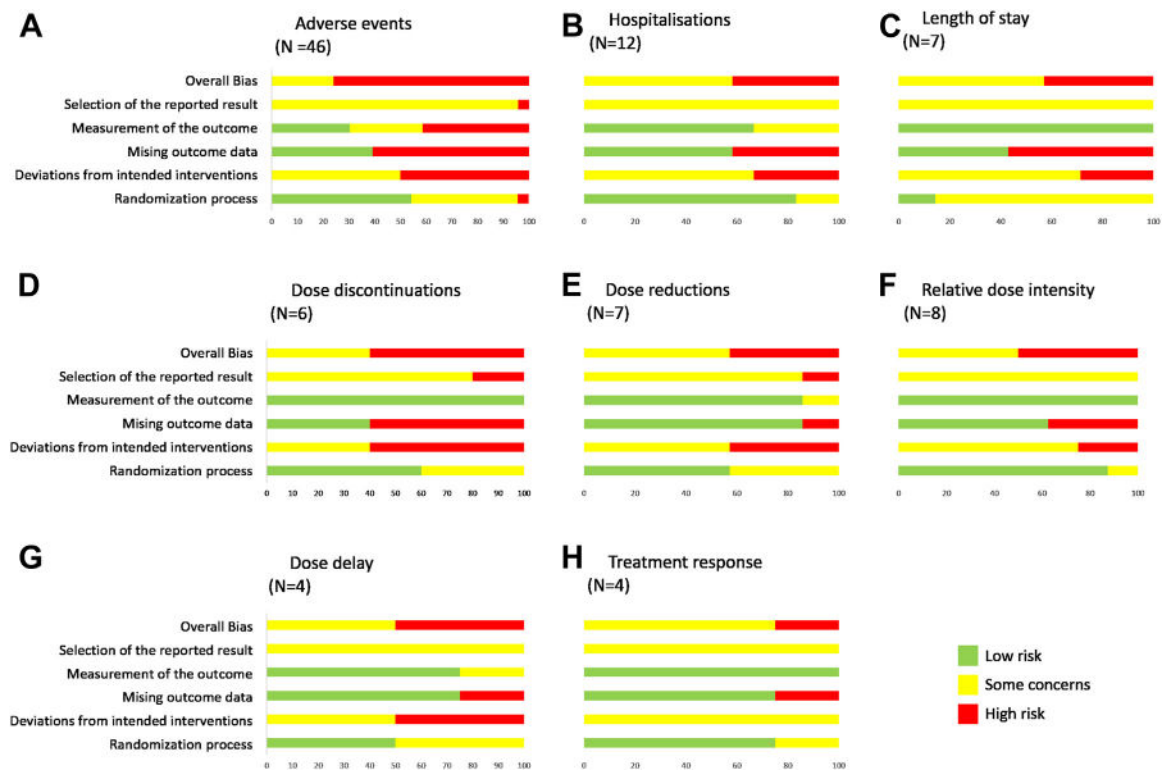 A
Adverse events
(N =46)
B
Hospitalisations
(N=12)
C
Length of stay
(N=7)
Overall Bias
Selection of the reported result
Measurement of the outcome
Mising outcome data
Deviations from intended interventions
Randomization process
0 10 20 30 40 50 60 70 80 90 100
0 20 40 60 80 100
0 20 40 60 80 100
D
Dose discontinuations
(N=6)
E
Dose reductions
(N=7)
F
Relative dose intensity
(N=8)
Overall Bias
Selection of the reported result
Measurement of the outcome
Mising outcome data
Deviations from intended interventions
Randomization process
0 10 20 30 40 50 60 70 80 90 100
0 20 40 60 80 100
0 20 40 60 80 100
G
Dose delay
(N=4)
H
Treatment response
(N=4)
Overall Bias
Selection of the reported result
Measurement of the outcome
Mising outcome data
Deviations from intended interventions
Randomization process
0 10 20 30 40 50 60 70 80 90 100
0 20 40 60 80 100
Low risk
Some concerns
High risk